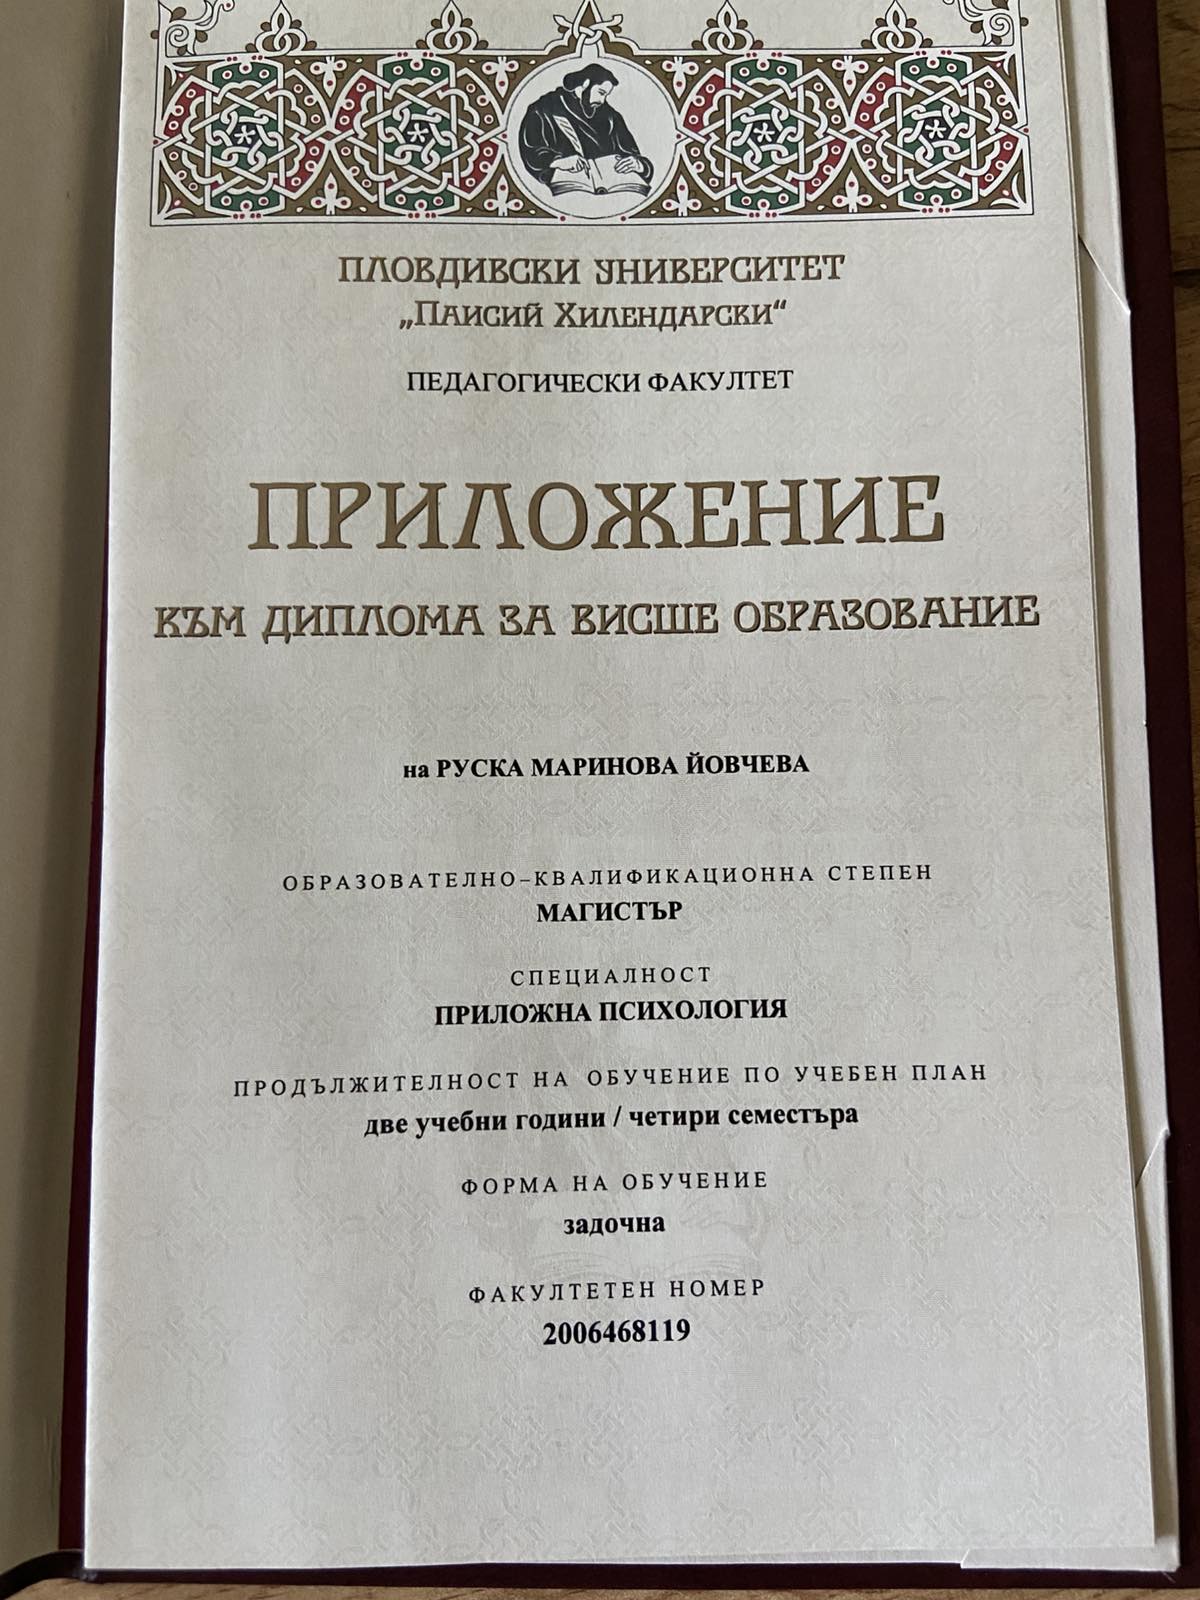 ПЛОВДИВСКИ УНИВЕРСИТЕТ
„Паисий Хилендарски“
ПЕДАГОГИЧЕСКИ ФАКУЛТЕТ
ПРИЛОЖЕНИЕ
КЪМ ДИПЛОМА ЗА ВИСШЕ ОБРАЗОВАНИЕ
на РУСКА МАРИНОВА ЙОВЧЕВА
ОБРАЗОВАТЕЛНО–КВАЛИФИКАЦИОННА СТЕПЕН
МАГИСТЪР
СПЕЦИАЛНОСТ
ПРИЛОЖНА ПСИХОЛОГИЯ
ПРОДЪЛЖИТЕЛНОСТ НА ОБУЧЕНИЕ ПО УЧЕБЕН ПЛАН
две учебни години / четири семестъра
ФОРМА НА ОБУЧЕНИЕ
задочна
ФАКУЛТЕТЕН НОМЕР
2006468119